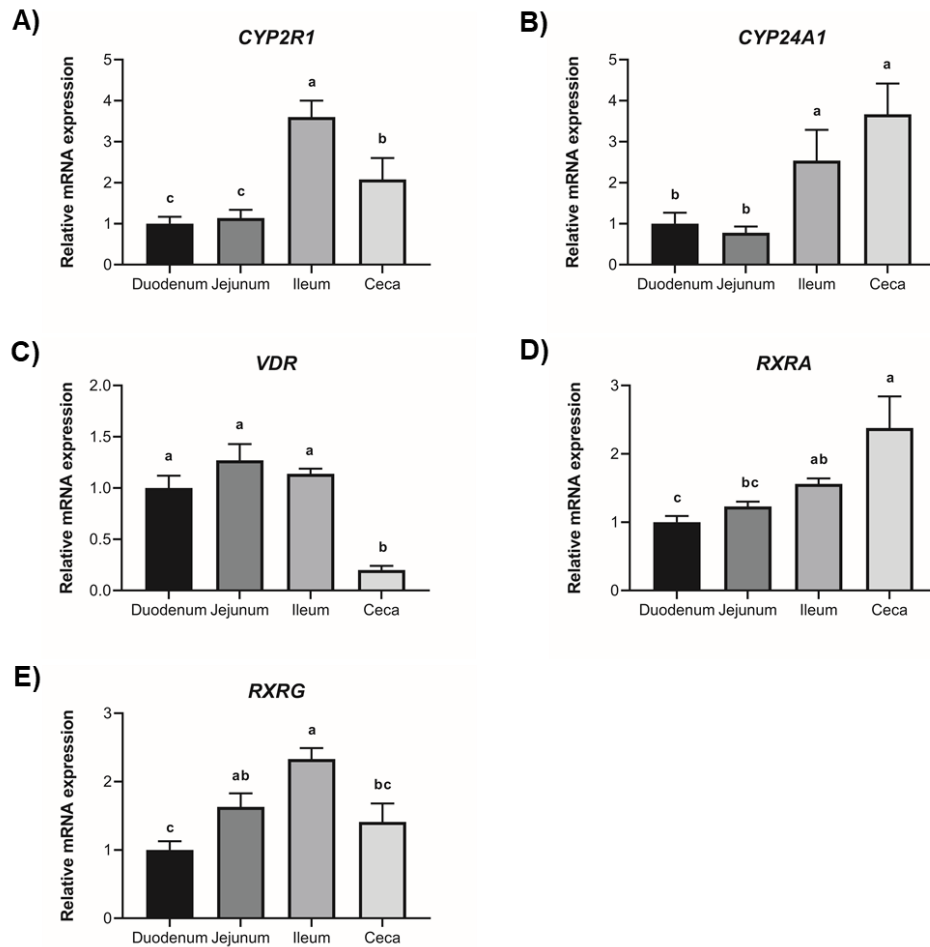 A)
CYP2R1
Relative mRNA expression
5
4
3
2
1
0
c
c
a
b
Duodenum Jejunum Ileum Ceca
B)
CYP24A1
Relative mRNA expression
5
4
3
2
1
0
b
b
a
a
Duodenum Jejunum Ileum Ceca
C)
VDR
Relative mRNA expression
2.0
1.5
1.0
0.5
0.0
a
a
a
b
Duodenum Jejunum Ileum Ceca
D)
RXRA
Relative mRNA expression
3
2
1
0
c
bc
ab
a
Duodenum Jejunum Ileum Ceca
E)
RXRG
Relative mRNA expression
3
2
1
0
c
ab
a
bc
Duodenum Jejunum Ileum Ceca